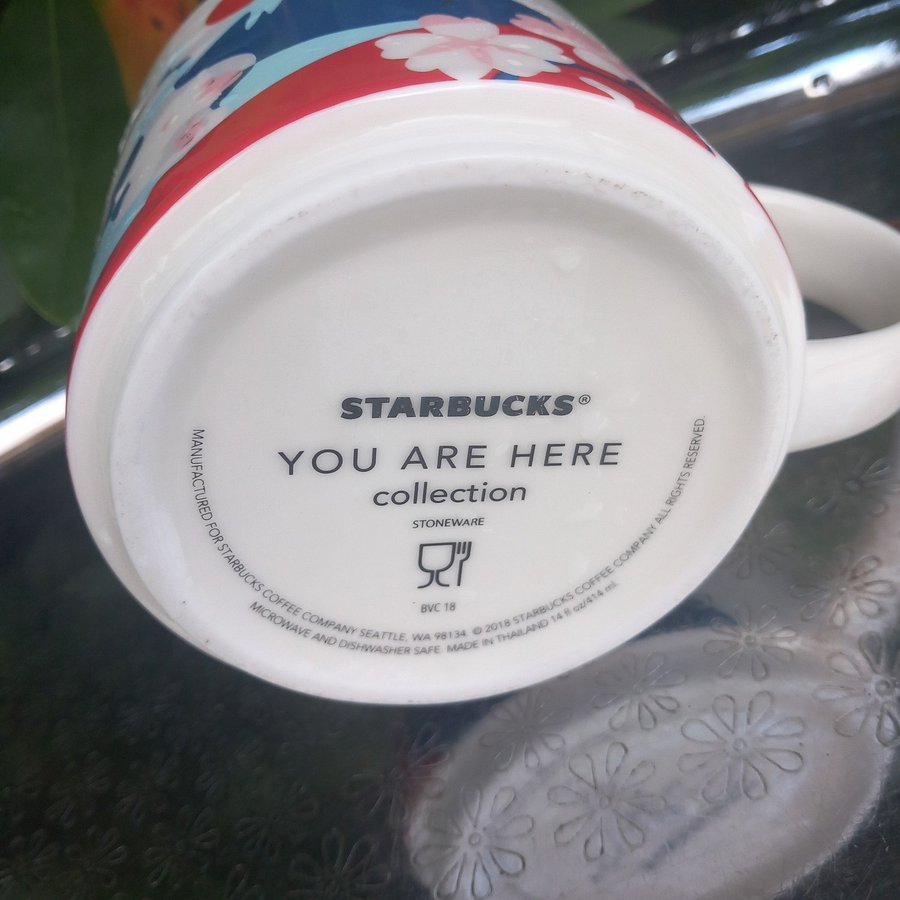 STARBUCKS®
YOU ARE HERE
collection
STONEWARE
BVC 18
MANUFACTURED FOR STARBUCKS COFFEE COMPANY SEATTLE, WA 98134 © 2018 STARBUCKS COFFEE COMPANY ALL RIGHTS RESERVED.
MICROWAVE AND DISHWASHER SAFE. MADE IN THAILAND 14 fl oz/414 ml